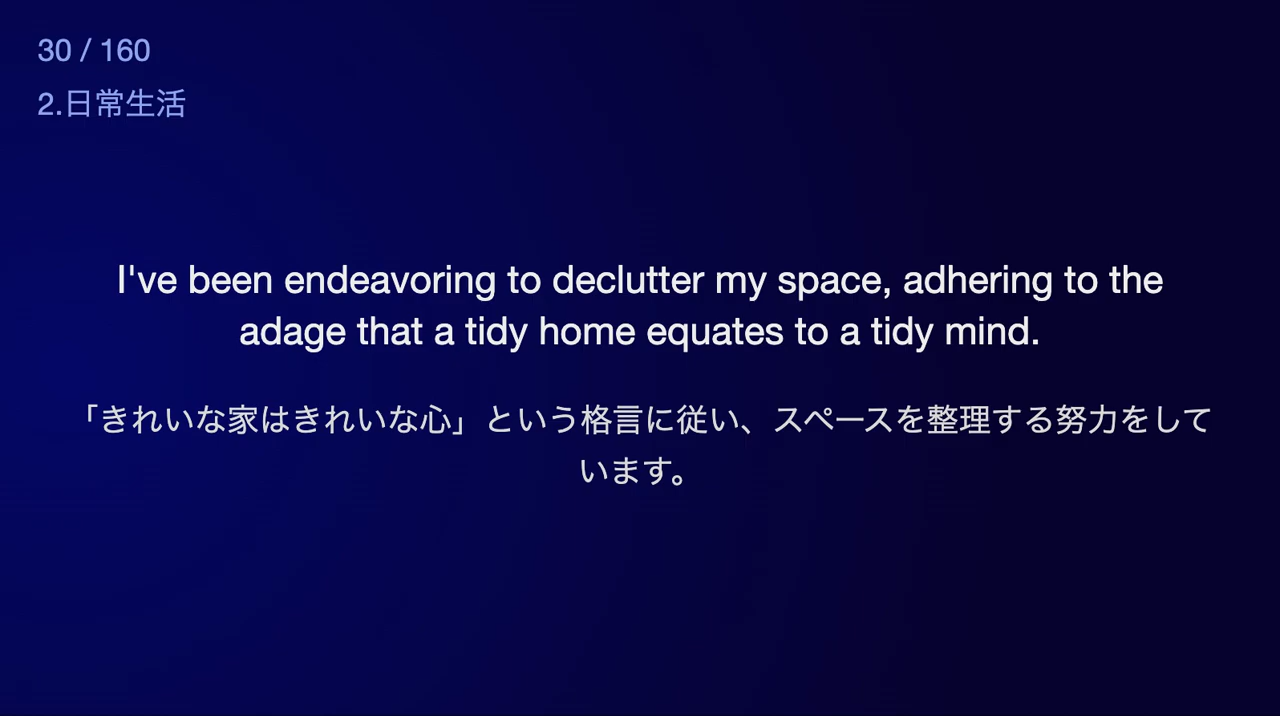 30 / 160
2.日常生活
I've been endeavoring to declutter my space, adhering to the
adage that a tidy home equates to a tidy mind.
「きれいな家はきれいな心」という格言に従い、スペースを整理する努力をして
います。